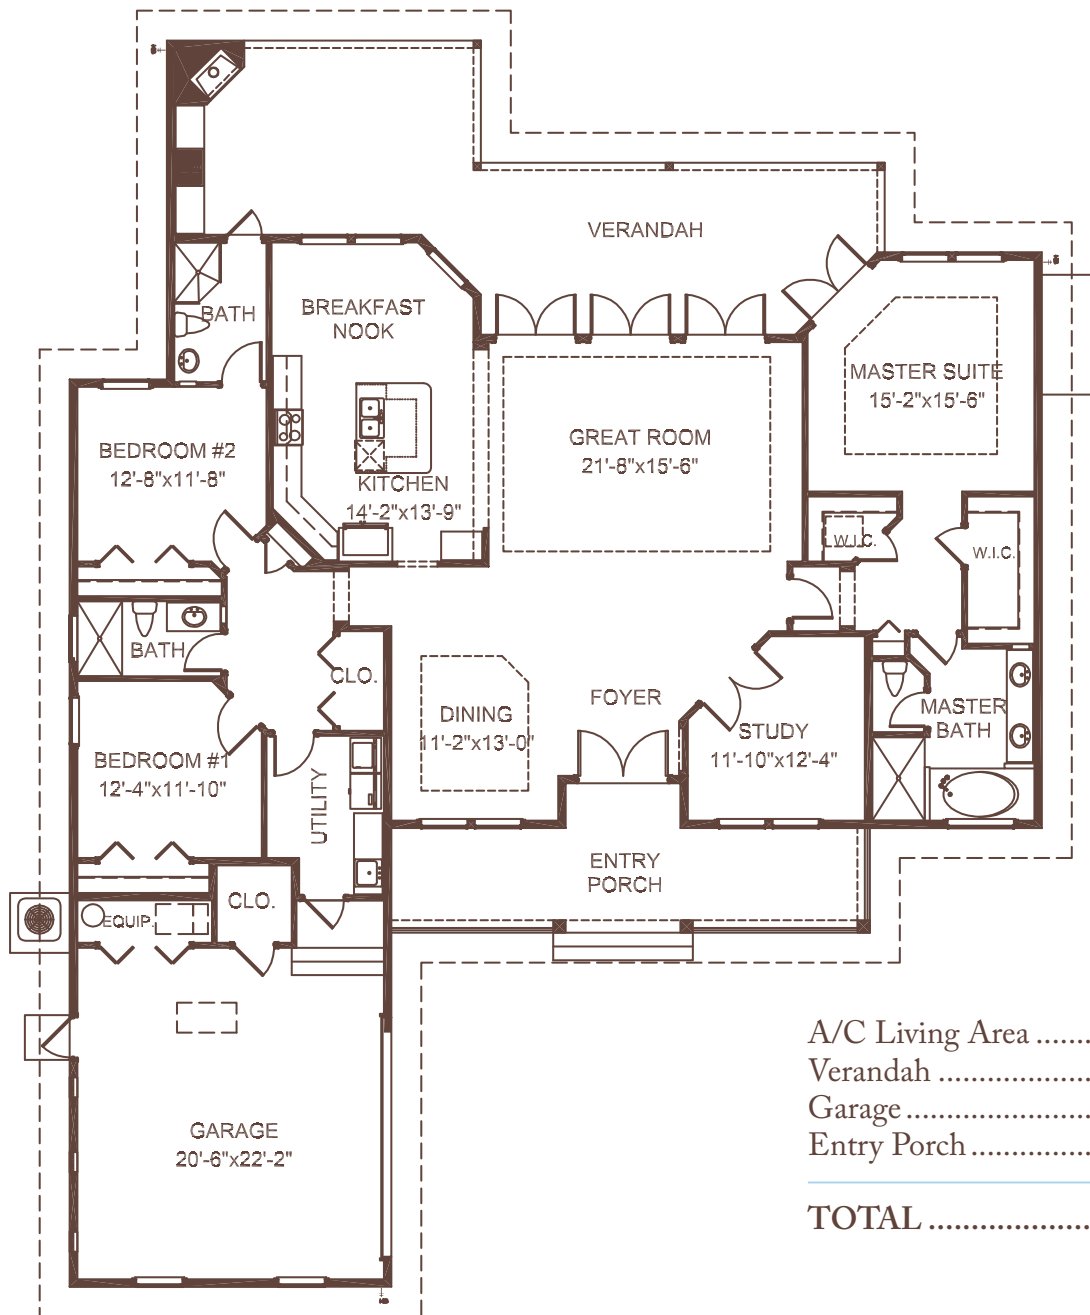 VERANDAH
BATH
BREAKFAST
NOOK
MASTER SUITE
15'-2"x15'-6"
GREAT ROOM
21'-8"x15'-6"
BEDROOM #2
12'-8"x11'-8"
KITCHEN
14'-2"x13'-9"
W.I.C.
W.I.C.
BATH
CLO.
FOYER
DINING
11'-2"x13'-0"
STUDY
11'-10"x12'-4"
MASTER
BATH
BEDROOM #1
12'-4"x11'-10"
UTILITY
ENTRY
PORCH
CLO.
EQUIP.
GARAGE
20'-6"x22'-2"
A/C Living Area .......
Verandah ...................
Garage .......................
Entry Porch ...............
TOTAL ....................